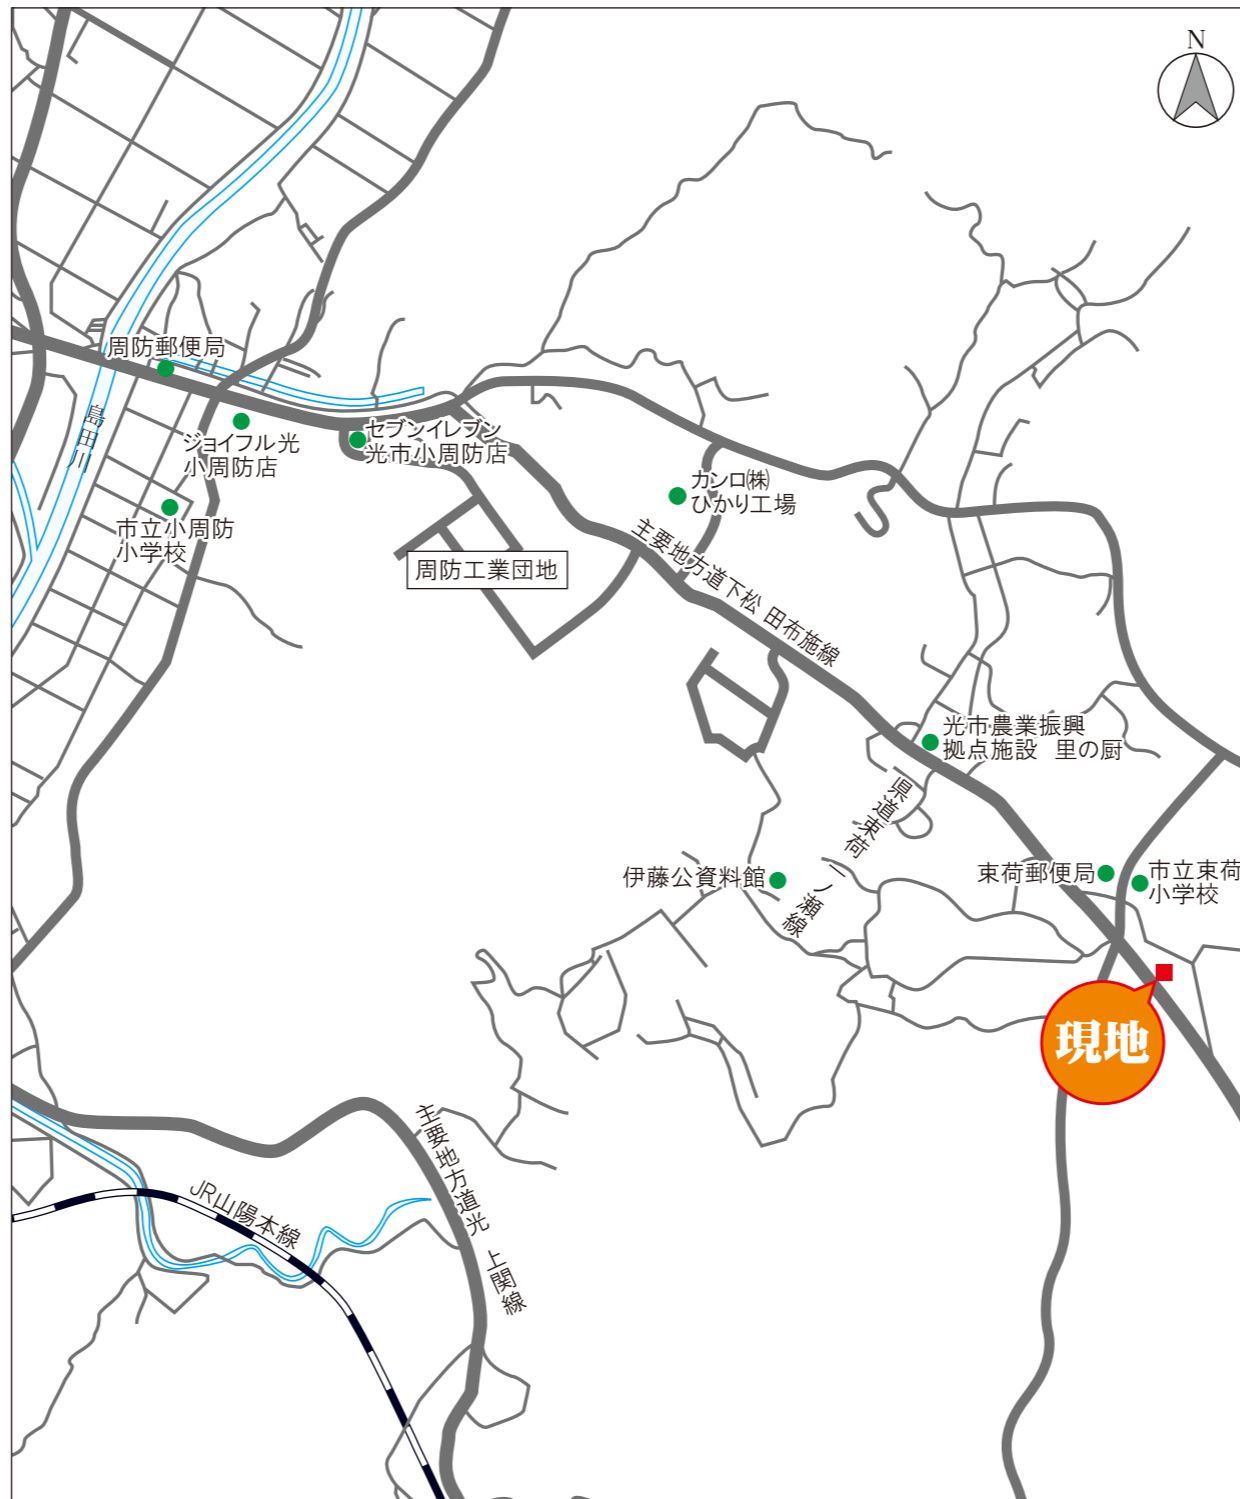 N
周防郵便局
島田川
ジョイフル光
小周防店
セブンイレブン
光市小周防店
カンロ㈱
ひかり工場
市立小周防
小学校
周防工業団地
主要地方道下松 田布施線
光市農業振興
拠点施設 里の厨
県道束荷 一ノ瀬線
伊藤公資料館
束荷郵便局
市立束荷
小学校
現地
主要地方道光 上関線
JR山陽本線